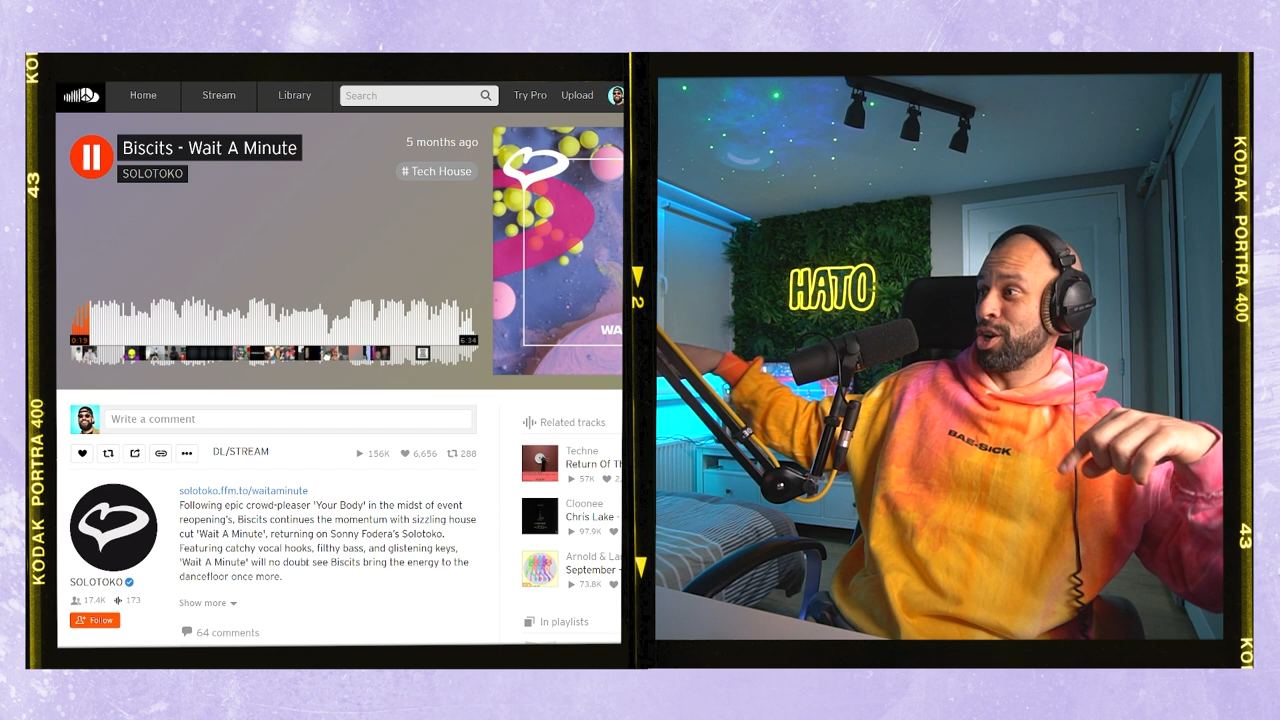 KO
43
KODAK PORTRA 400
Home
Stream
Library
Search
Try Pro
Upload
Biscits - Wait A Minute
SOLOTOKO
5 months ago
# Tech House
0:19
6:34
WA
Write a comment
DL/STREAM
156K
6,656
288
solotoko.ffm.to/waitaminute
Following epic crowd-pleaser 'Your Body' in the midst of event
reopening's, Biscits continues the momentum with sizzling house
cut 'Wait A Minute', returning on Sonny Fodera's Solotoko.
Featuring catchy vocal hooks, filthy bass, and glistening keys,
'Wait A Minute' will no doubt see Biscits bring the energy to the
dancefloor once more.
Show more
64 comments
SOLOTOKO
17.4K
173
Follow
Related tracks
Techne
Return Of Th
57K
2,
Cloonee
Chris Lake -
97.9K
Arnold & La
September -
73.8K
In playlists
2
HATO
BAE-SICK
KODAK PORTRA 400
43
KO